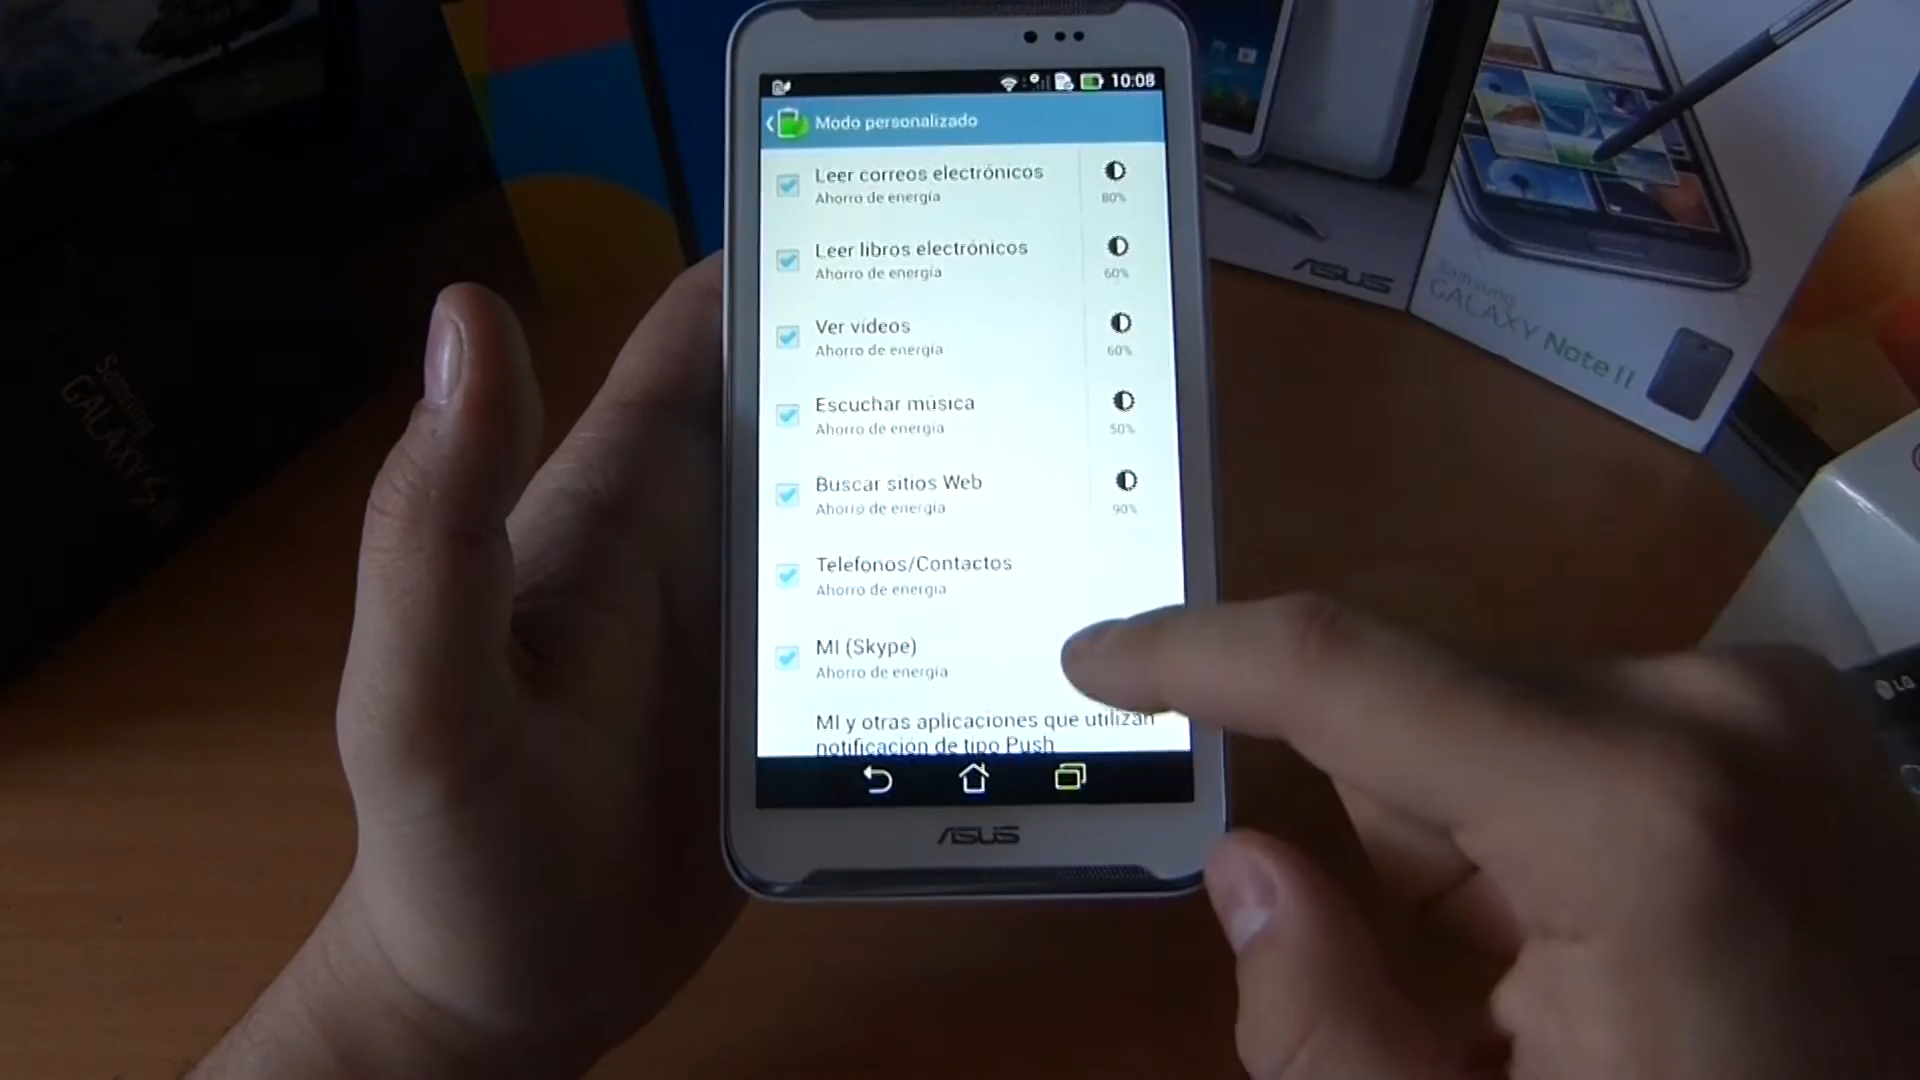 10:08
Modo personalizado
Leer correos electrónicos
Ahorro de energía
80%
Leer libros electrónicos
Ahorro de energía
60%
Ver vídeos
Ahorro de energía
60%
Escuchar música
Ahorro de energía
50%
Buscar sitios Web
Ahorro de energía
90%
Telefonos/Contactos
Ahorro de energía
MI (Skype)
Ahorro de energía
MI y otras aplicaciones que utilizan
notificación de tipo Push
ASUS
ASUS
Samsung
GALAXY Note II
Samsung
GALAXY S
LG